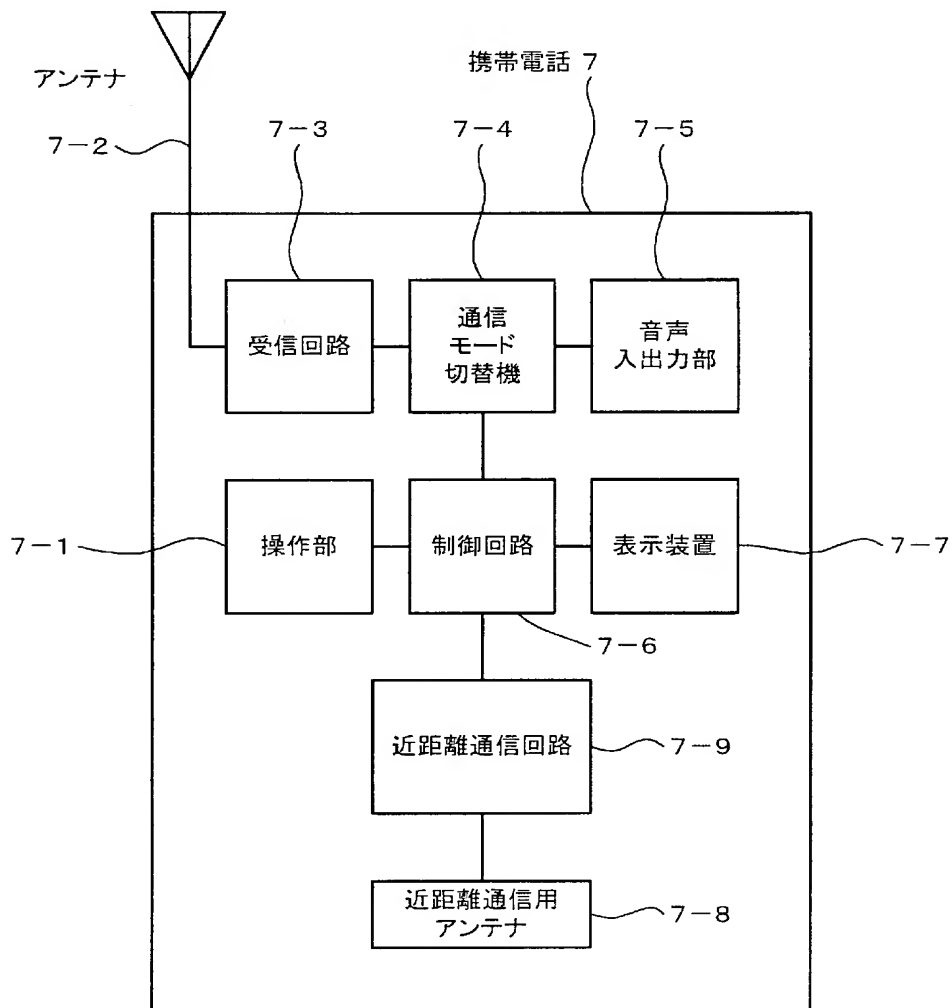 携帯電話 7
アンテナ
7-2
7-3
7-4
7-5
受信回路
通信
モード
切替機
音声
入出力部
7-1
操作部
制御回路
表示装置
7-7
7-6
近距離通信回路
7-9
近距離通信用
アンテナ
7-8